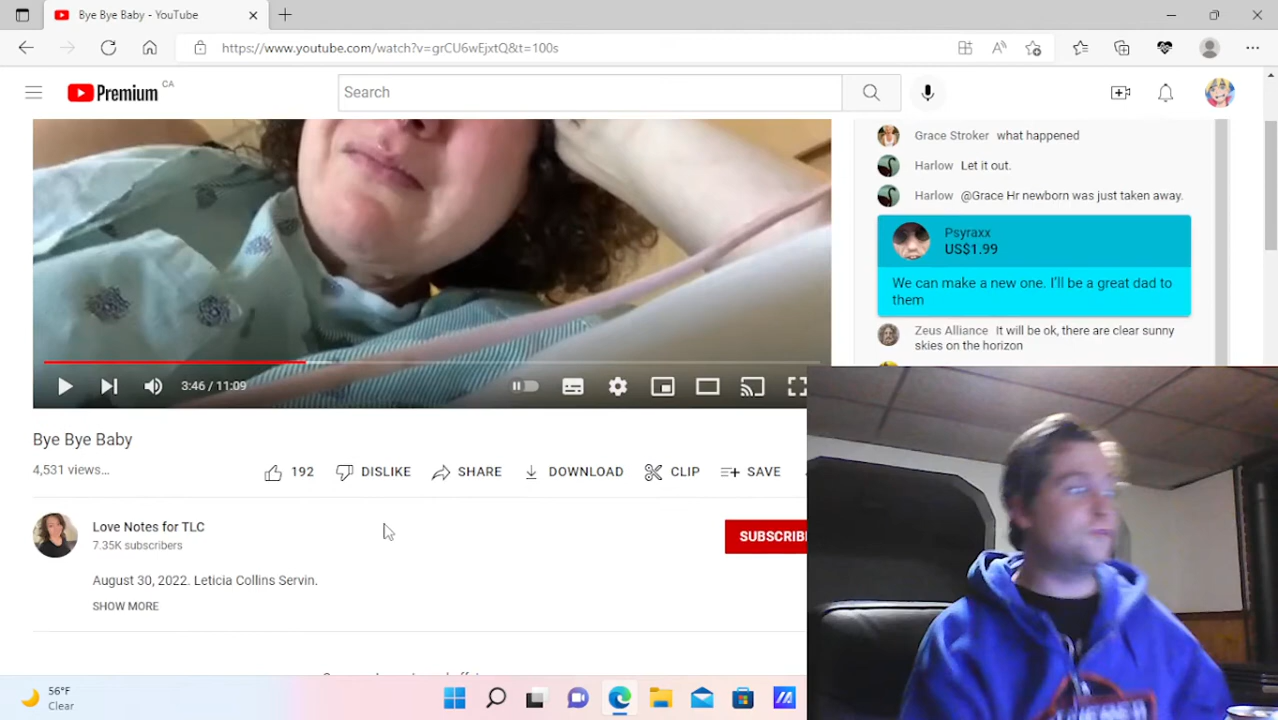 Bye Bye Baby - YouTube
https://www.youtube.com/watch?v=grCU6wEjxtQ&t=100s
Premium CA
Search
Grace Stroker what happened
Harlow Let it out.
Harlow @Grace Hr newborn was just taken away.
Psyraxx
US$1.99
We can make a new one. I'll be a great dad to
them
Zeus Alliance It will be ok, there are clear sunny
skies on the horizon
3:46 / 11:09
Bye Bye Baby
4,531 views...
192
DISLIKE
SHARE
DOWNLOAD
CLIP
SAVE
Love Notes for TLC
7.35K subscribers
SUBSCRIB
August 30, 2022. Leticia Collins Servin.
SHOW MORE
56°F
Clear